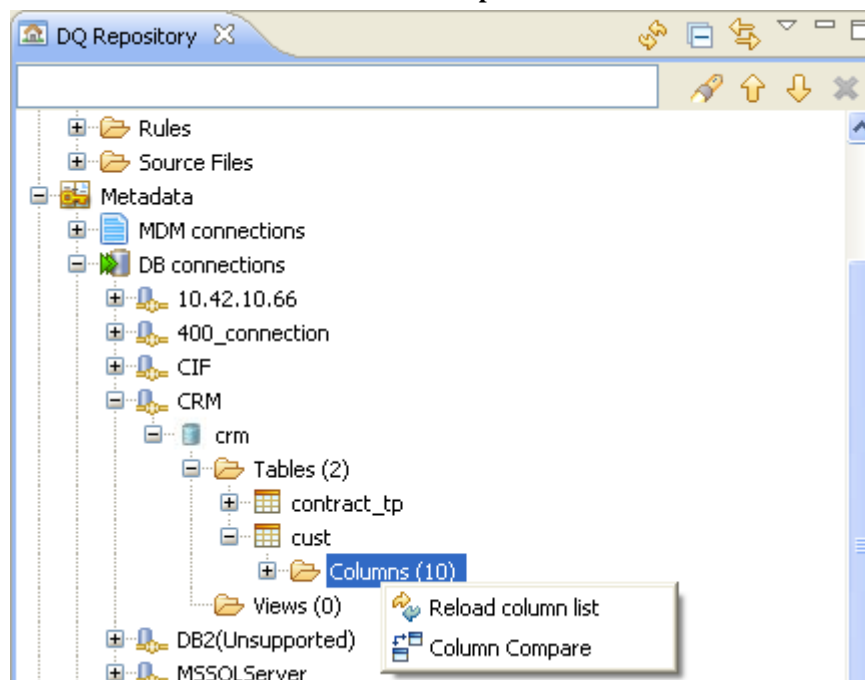 DQ Repository
Rules
Source Files
Metadata
MDM connections
DB connections
10.42.10.66
400_connection
CIF
CRM
crm
Tables (2)
contract_tp
cust
Columns (10)
Views (0)
Reload column list
DB2(Unsupported)
Column Compare
MSSQLServer